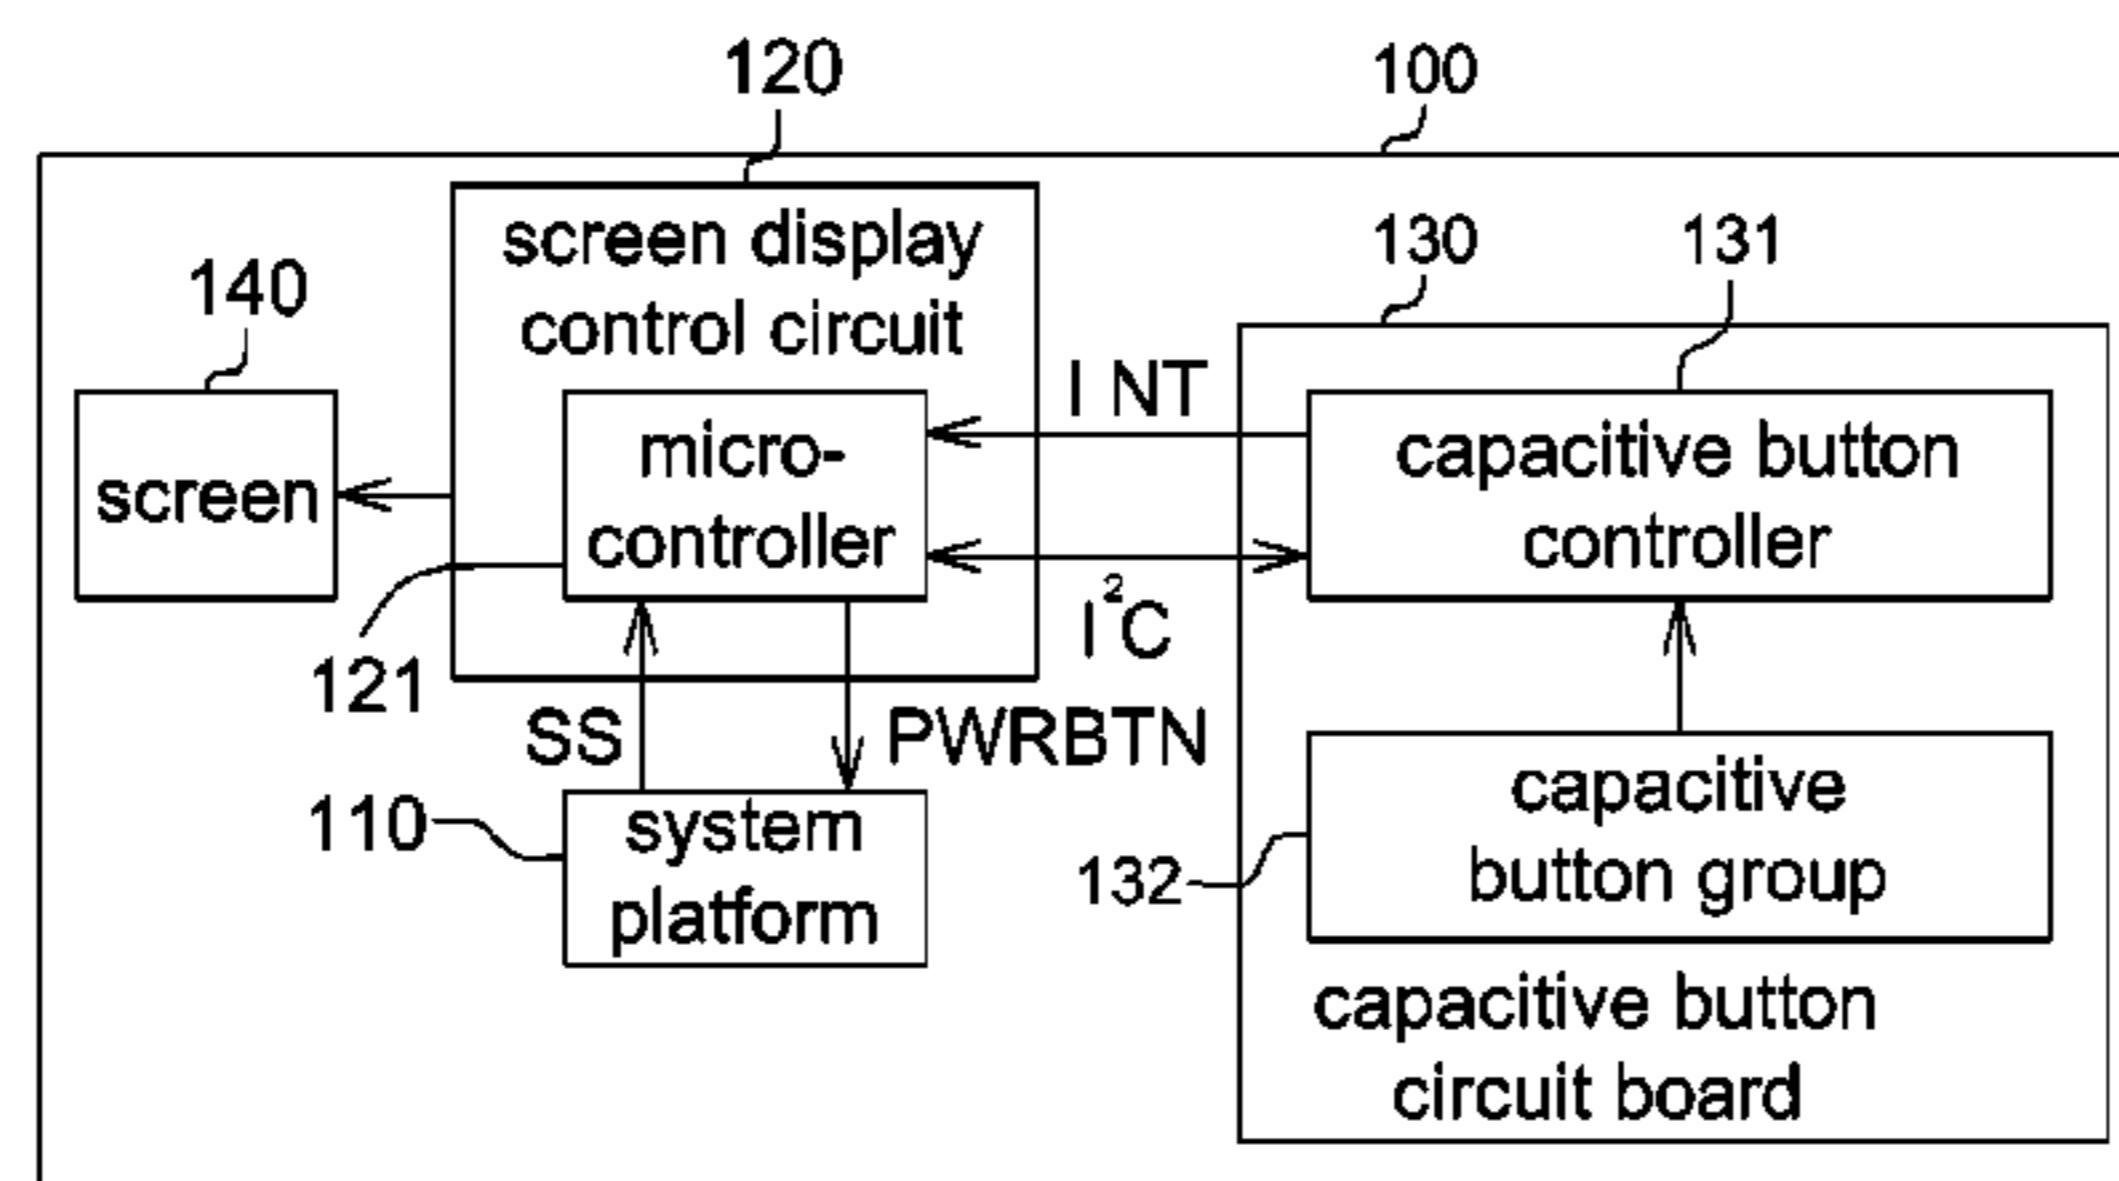 120
100
screen display
control circuit
130
131
140
I NT
micro-
controller
capacitive button
controller
screen
I²C
121
SS
PWRBTN
110
system
platform
capacitive
button group
132
capacitive button
circuit board